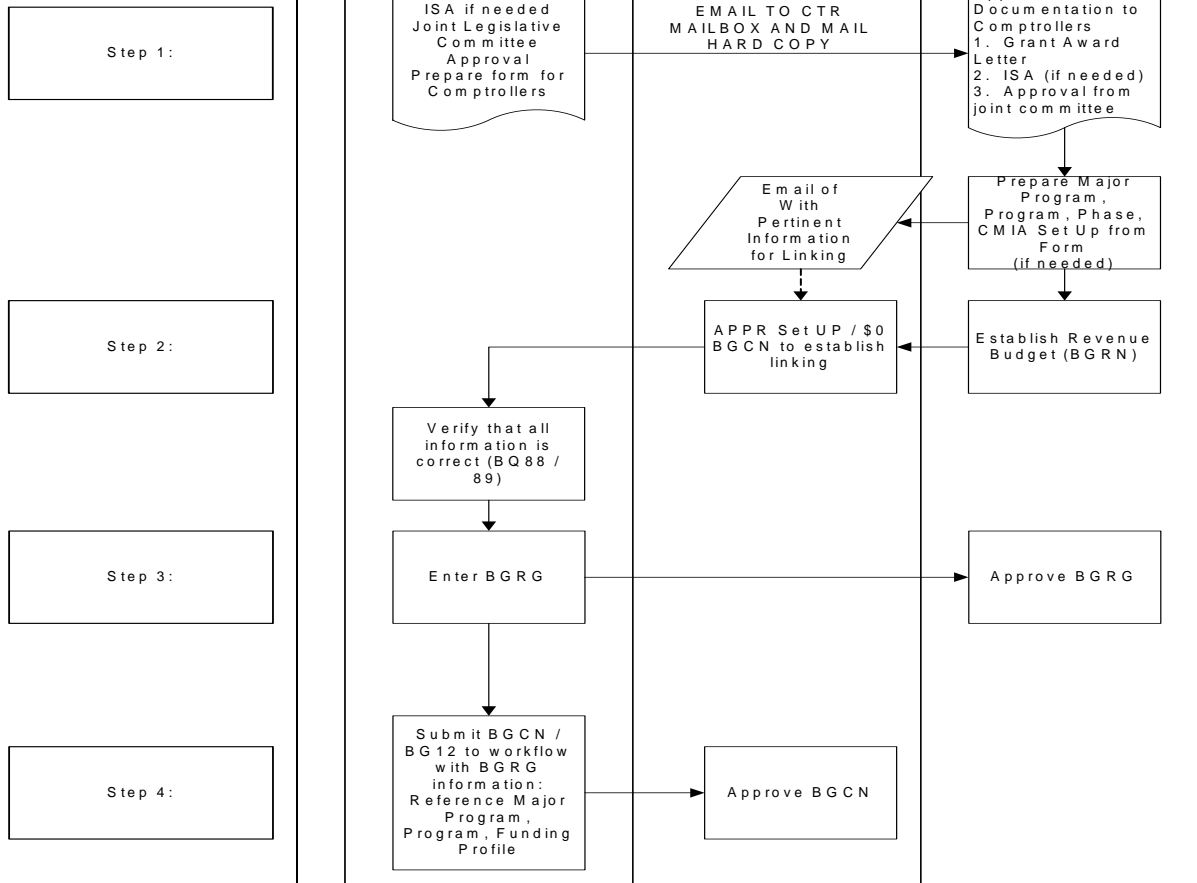 Step 1:
ISA if needed
Joint Legislative
Committee
Approval
Prepare form for
Comptrollers
EMAIL TO CTR
MAILBOX AND MAIL
HARD COPY
Documentation to
Comptrollers
1. Grant Award
Letter
2. ISA (if needed)
3. Approval from
joint committee
Email of
With
Pertinent
Information
for Linking
Prepare Major
Program,
Program, Phase,
CMIA Set Up from
Form
(if needed)
Step 2:
APPR Set UP / $0
BGCN to establish
linking
Establish Revenue
Budget (BGRN)
Verify that all
information is
correct (BQ88 /
89)
Step 3:
Enter BGRG
Approve BGRG
Step 4:
Submit BGCN /
BG12 to workflow
with BGRG
information:
Reference Major
Program,
Program, Funding
Profile
Approve BGCN